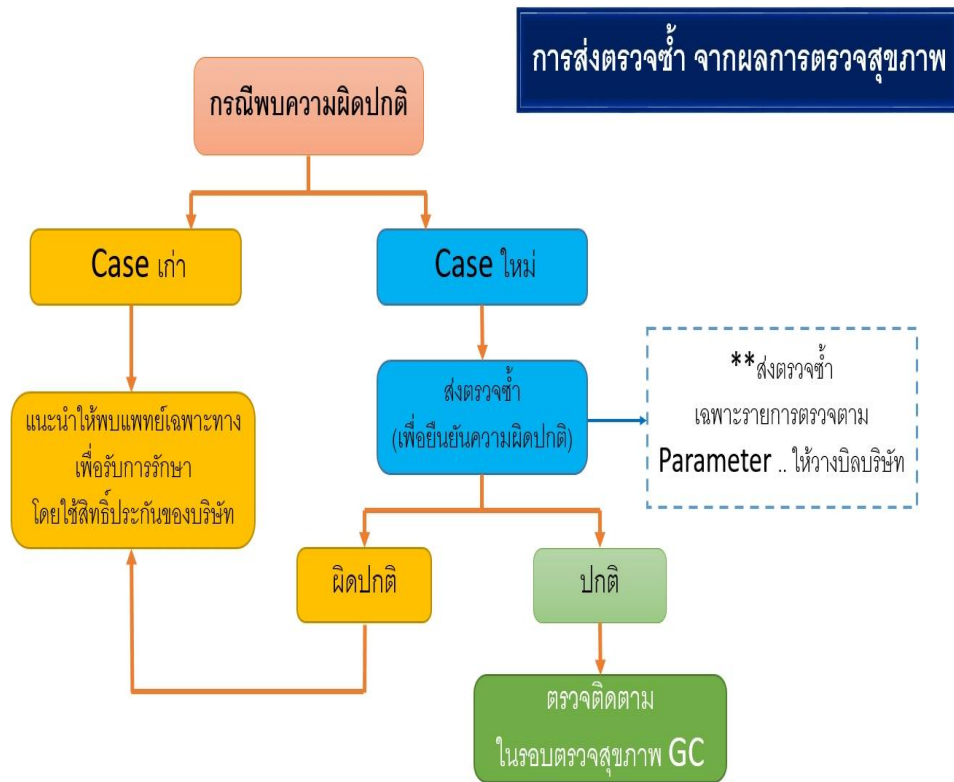 การส่งตรวจซ้ำ จากผลการตรวจสุขภาพ
กรณีพบความผิดปกติ
Case เก่า
Case ใหม่
แนะนำให้พบแพทย์เฉพาะทาง
เพื่อรับการรักษา
โดยใช้สิทธิ์ประกันของบริษัท
ส่งตรวจซ้ำ
(เพื่อยืนยันความผิดปกติ)
**ส่งตรวจซ้ำ
เฉพาะรายการตรวจตาม
Parameter .. ให้วางบิลบริษัท
ผิดปกติ
ปกติ
ตรวจติดตาม
ในรอบตรวจสุขภาพ GC